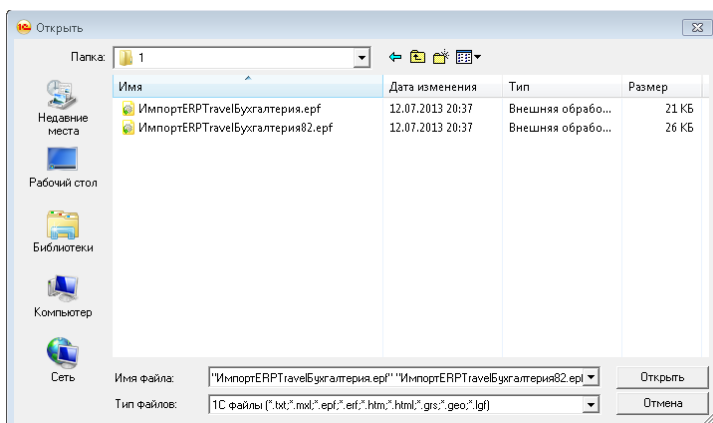 Открыть
Папка: 1
Имя Дата изменения Тип Размер
ИмпортERPTravelБухгалтерия.epf 12.07.2013 20:37 Внешняя обрабо... 21 КБ
ИмпортERPTravelБухгалтерия82.epf 12.07.2013 20:37 Внешняя обрабо... 26 КБ
Недавние
места
Рабочий стол
Библиотеки
Компьютер
Сеть
Имя файла: "ИмпортERPTravelБухгалтерия.epf" "ИмпортERPTravelБухгалтерия82.epf Открыть
Тип файлов: 1С файлы (*.txt;*.mxl;*.epf;*.erf;*.htm;*.html;*.grs;*.geo;*.lgf) Отмена